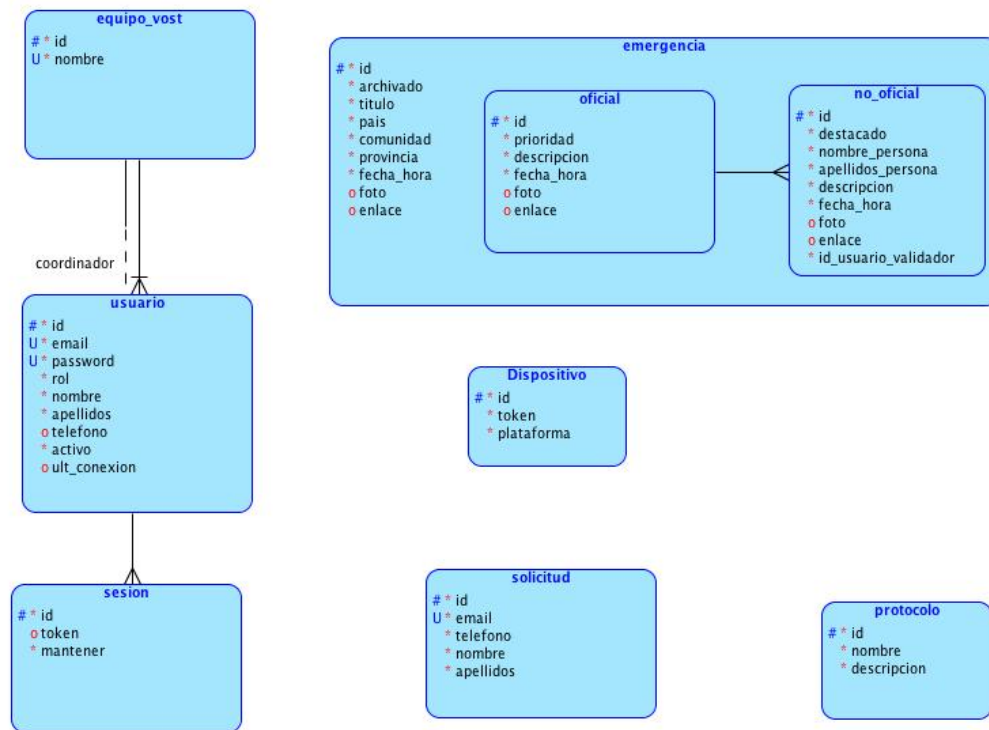 equipo_vost
# * id
U * nombre
coordinador
usuario
# * id
U * email
U * password
* rol
* nombre
* apellidos
o telefono
* activo
o ult_conexion
sesion
# * id
o token
* mantener
emergencia
# * id
* archivado
* titulo
* pais
* comunidad
* provincia
* fecha_hora
o foto
o enlace
oficial
# * id
* prioridad
* descripcion
* fecha_hora
o foto
o enlace
no_oficial
# * id
* destacado
* nombre_persona
* apellidos_persona
* descripcion
* fecha_hora
o foto
o enlace
* id_usuario_validador
Dispositivo
# * id
* token
* plataforma
solicitud
# * id
U * email
* telefono
* nombre
* apellidos
protocolo
# * id
* nombre
* descripcion